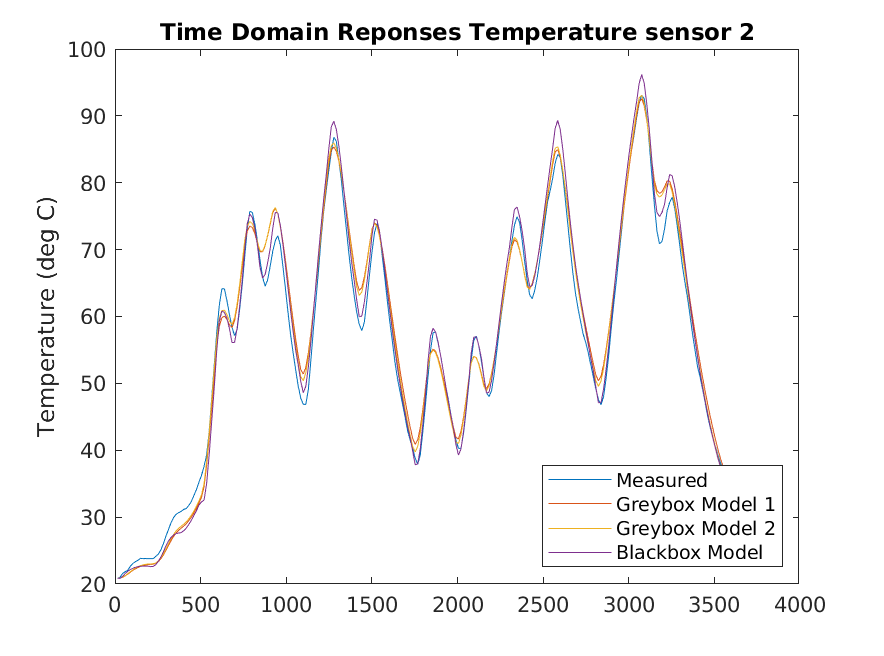 Time Domain Reponses Temperature sensor 2
Temperature (deg C)
100
90
80
70
60
50
40
30
20
0 500 1000 1500 2000 2500 3000 3500 4000
Measured
Greybox Model 1
Greybox Model 2
Blackbox Model